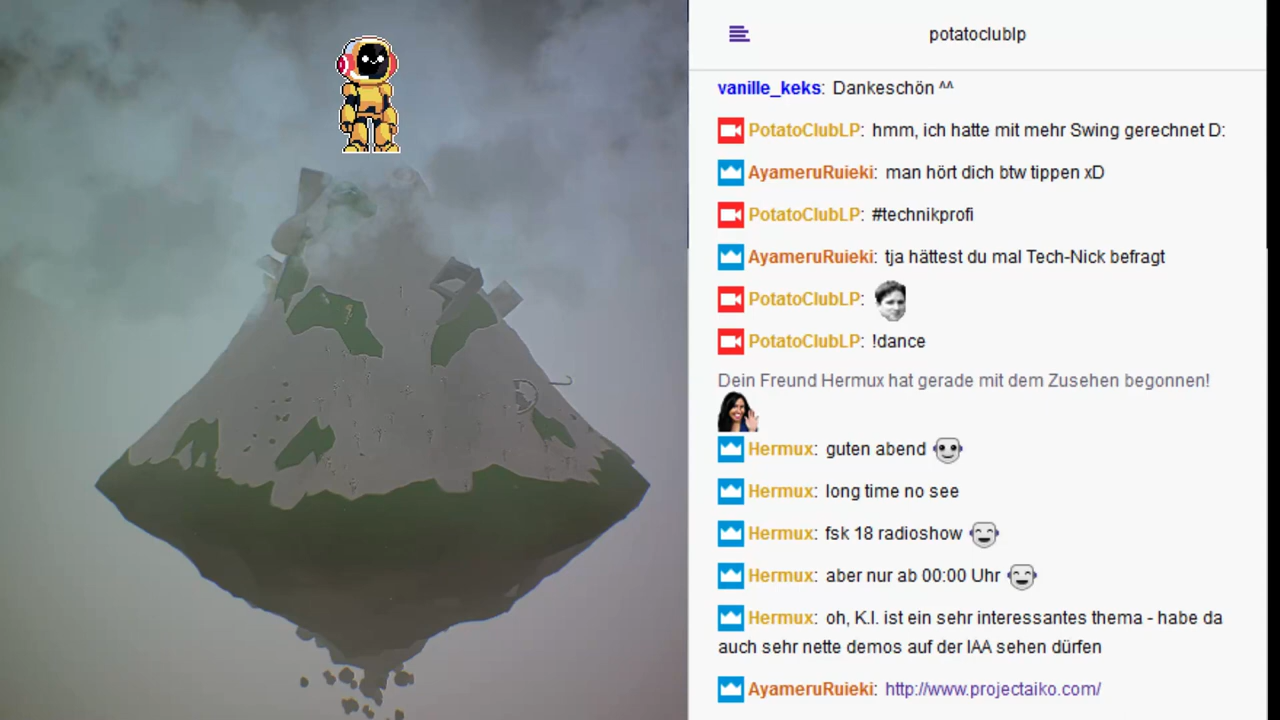 potatoclublp
vanille_keks: Dankeschön ^^
PotatoClubLP: hmm, ich hatte mit mehr Swing gerechnet D:
AyameruRuieki: man hört dich btw tippen xD
PotatoClubLP: #technikprofi
AyameruRuieki: tja hättest du mal Tech-Nick befragt
PotatoClubLP:
PotatoClubLP: !dance
Dein Freund Hermux hat gerade mit dem Zusehen begonnen!
Hermux: guten abend
Hermux: long time no see
Hermux: fsk 18 radioshow
Hermux: aber nur ab 00:00 Uhr
Hermux: oh, K.I. ist ein sehr interessantes thema - habe da
auch sehr nette demos auf der IAA sehen dürfen
AyameruRuieki: http://www.projectaiko.com/